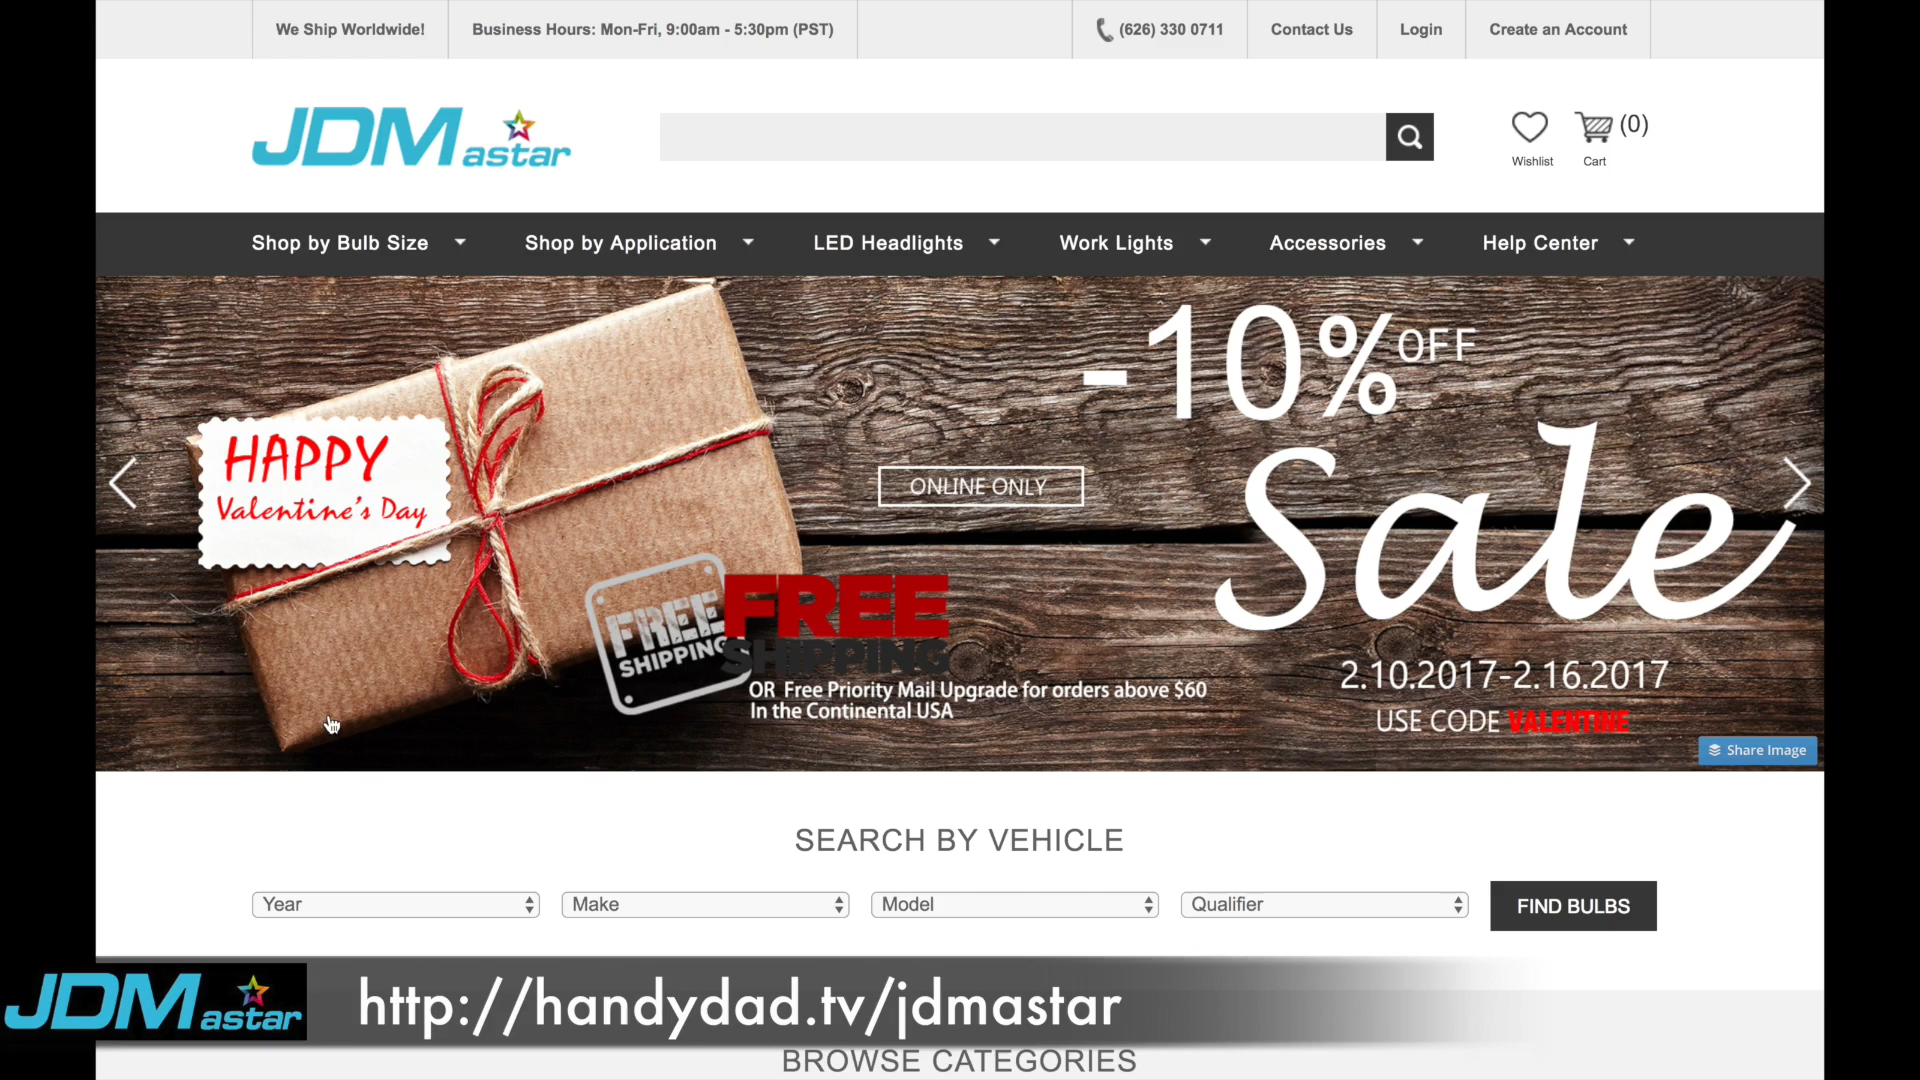 We Ship Worldwide!
Business Hours: Mon-Fri, 9:00am - 5:30pm (PST)
(626) 330 0711
Contact Us
Login
Create an Account
JDM astar
Wishlist
Cart
(0)
Shop by Bulb Size
Shop by Application
LED Headlights
Work Lights
Accessories
Help Center
HAPPY
Valentine's Day
-10% OFF
ONLINE ONLY
Sale
FREE
SHIPPING
FREE
SHIPPING
OR Free Priority Mail Upgrade for orders above $60
In the Continental USA
2.10.2017-2.16.2017
USE CODE VALENTINE
Share Image
SEARCH BY VEHICLE
Year
Make
Model
Qualifier
FIND BULBS
JDM astar
http://handydad.tv/jdmastar
BROWSE CATEGORIES